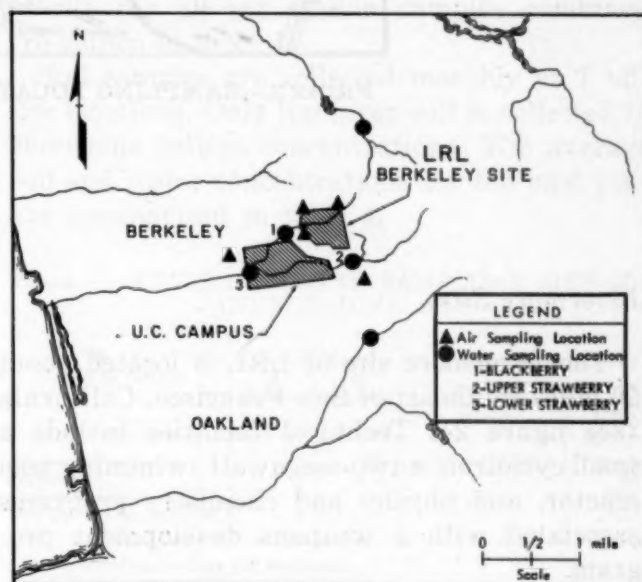 N
LRL
BERKELEY SITE
BERKELEY
1
2
3
U.C. CAMPUS
OAKLAND
LEGEND
Air Sampling Location
Water Sampling Location
1-BLACKBERRY
2-UPPER STRAWBERRY
3-LOWER STRAWBERRY
0 1/2 1 mile
Scale